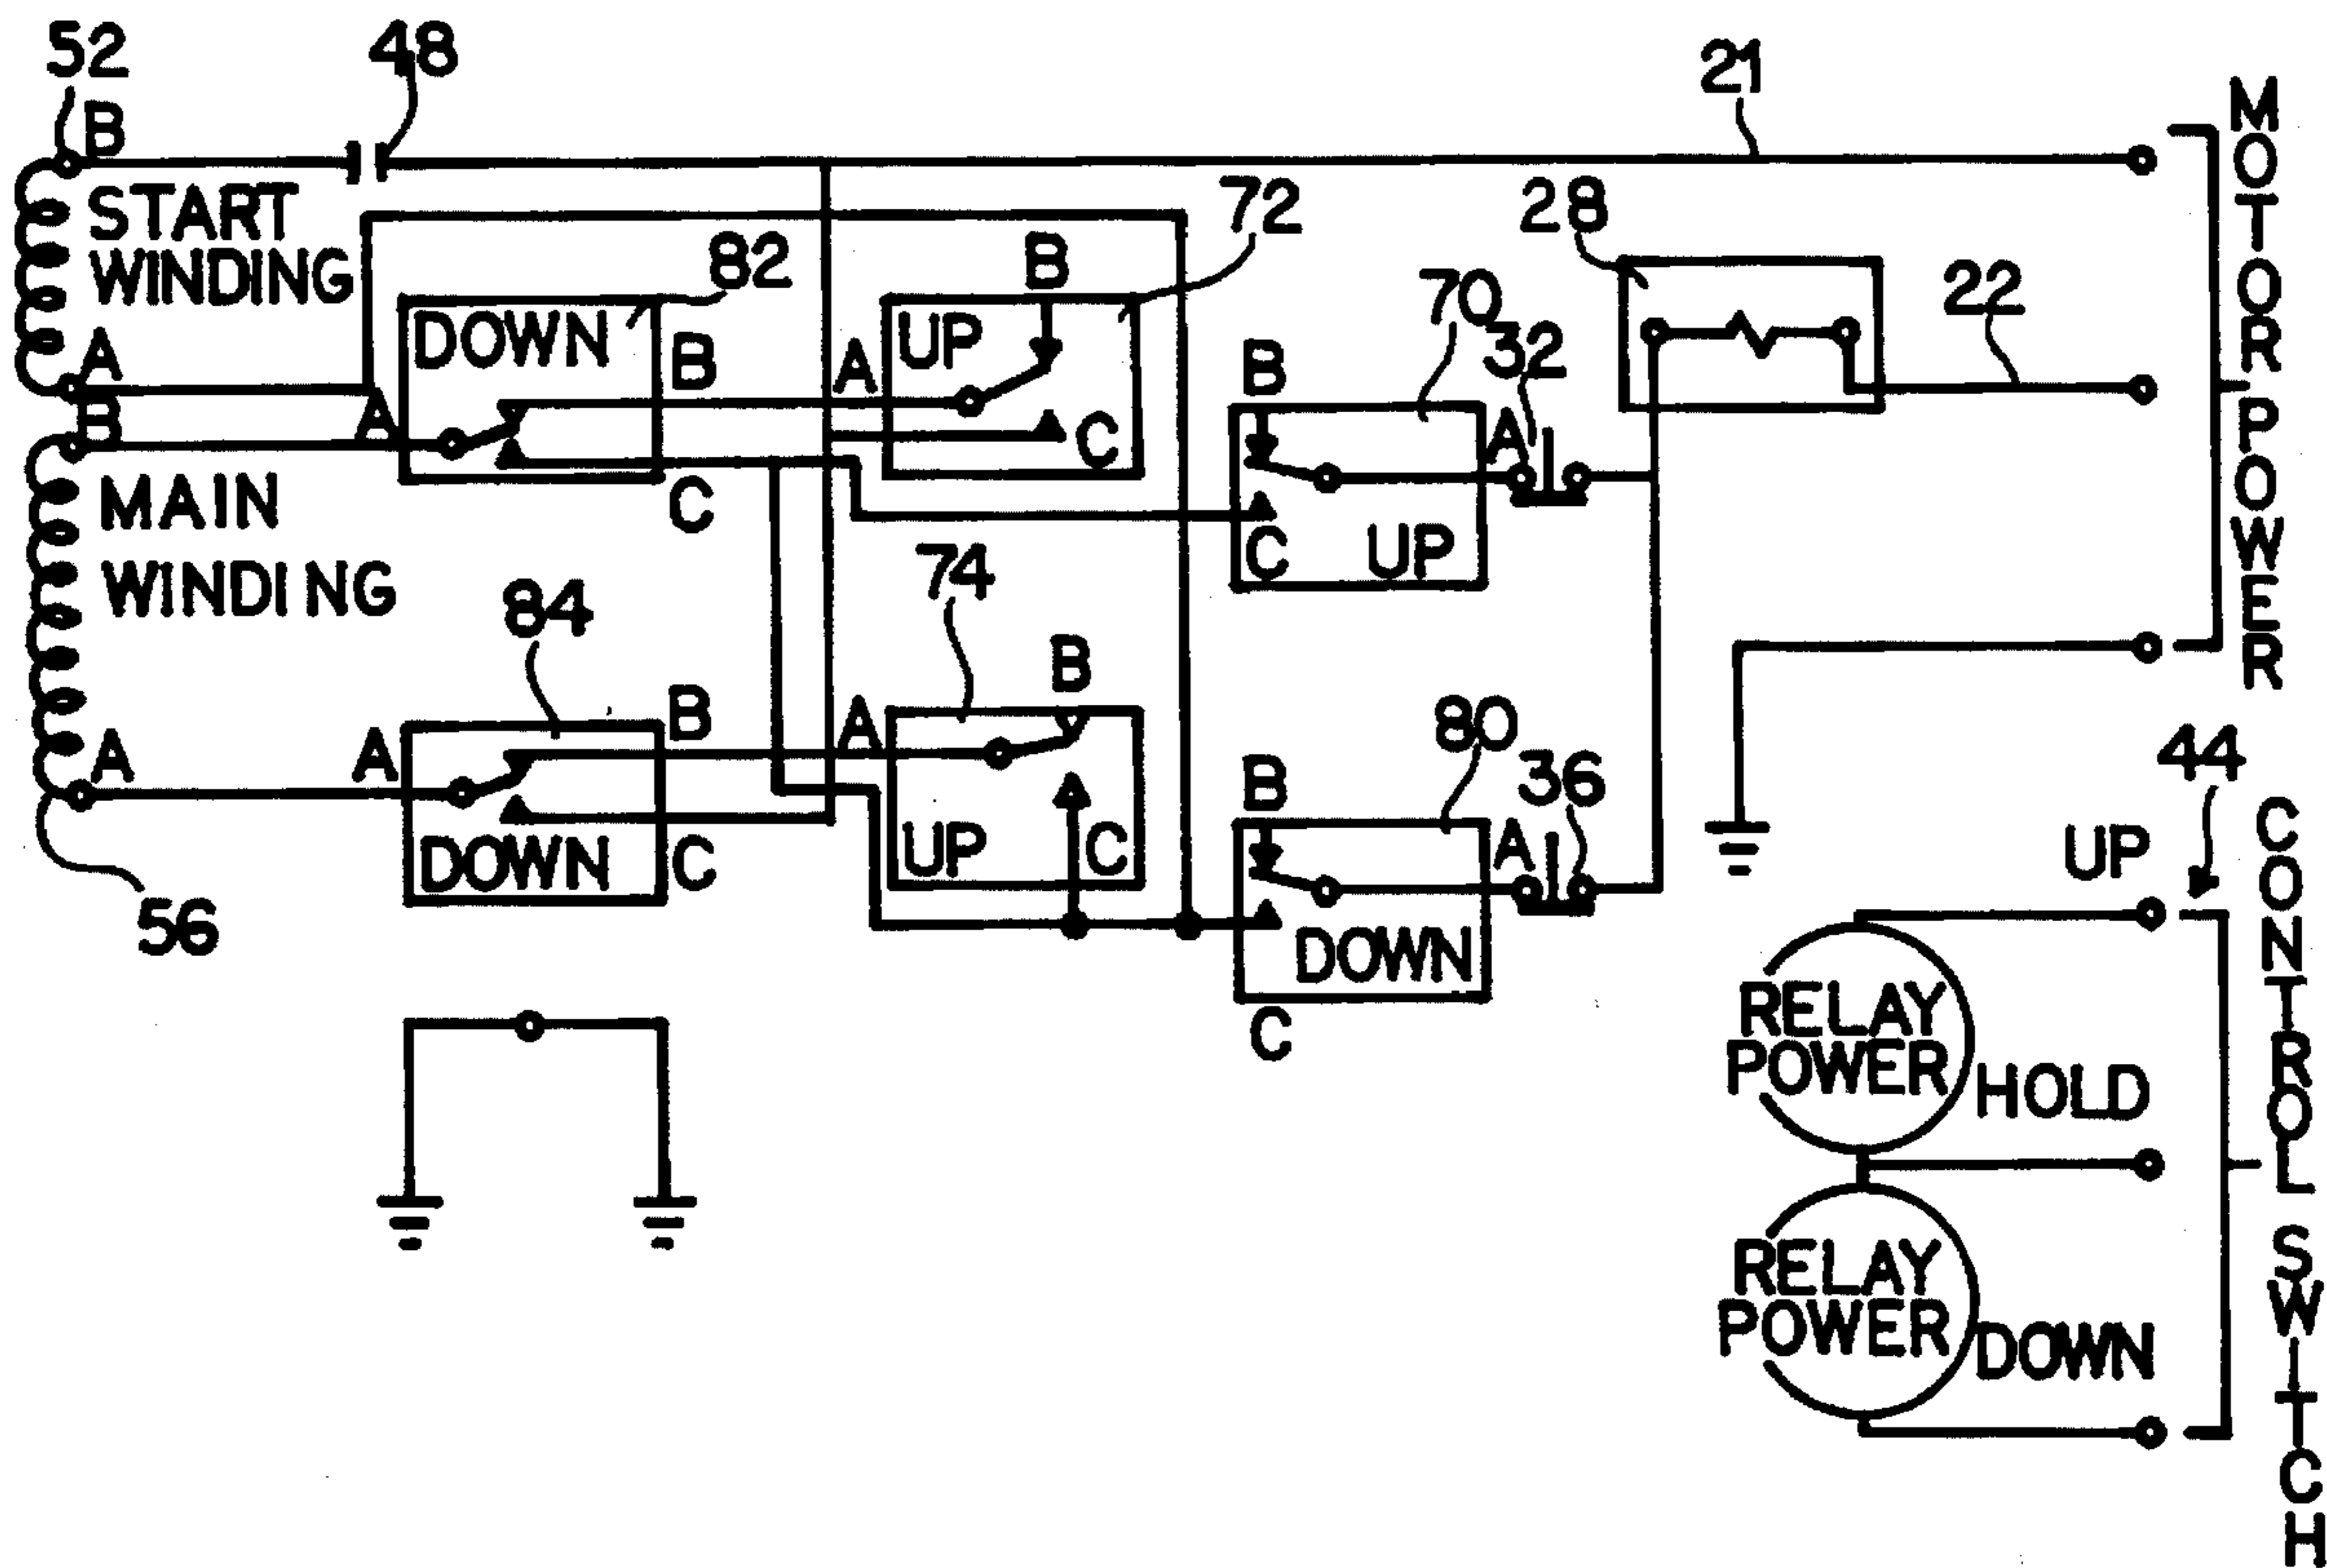 52
48
21
B
START
WINDING
A
82
DOWN
A
B
C
72
B
UP
A
C
28
22
70
32
B
A
C
UP
MOTOR POWER
B
MAIN
WINDING
A
56
84
A
B
DOWN
C
74
B
A
UP
C
80
36
B
A
DOWN
C
44
UP
RELAY
POWER
HOLD
RELAY
POWER
DOWN
CONTROL SWITCH